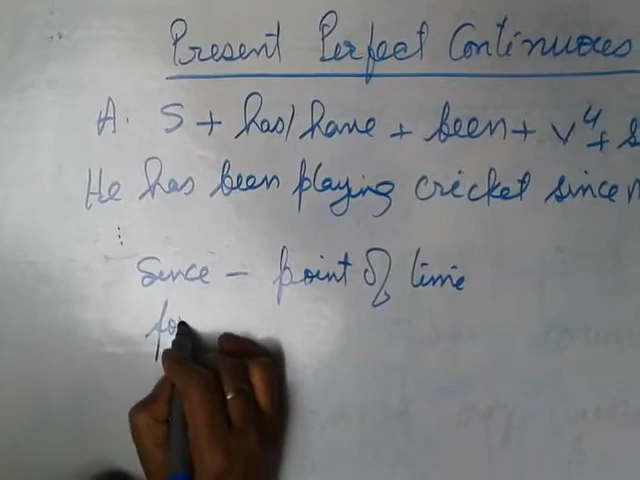 Present Perfect Continuous
A. S + has/have + been + V⁴ + s
He has been playing cricket since n
:
Since - point of time
fo